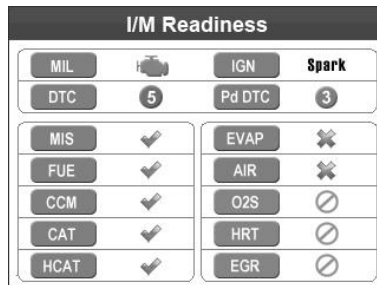 I/M Readiness
MIL IGN Spark
DTC 5 Pd DTC 3
MIS EVAP
FUE AIR
CCM O2S
CAT HRT
HCAT EGR